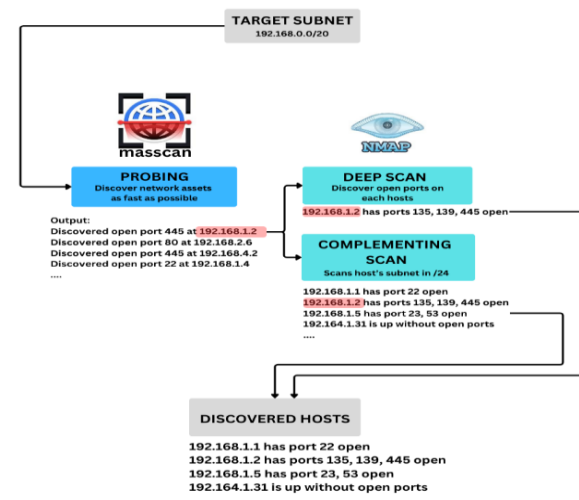 TARGET SUBNET
192.168.0.0/20
masscan
NMAP
PROBING
Discover network assets
as fast as possible
DEEP SCAN
Discover open ports on
each hosts
Output:
Discovered open port 445 at 192.168.1.2
Discovered open port 80 at 192.168.2.6
Discovered open port 445 at 192.168.4.2
Discovered open port 22 at 192.168.1.4
....
192.168.1.2 has ports 135, 139, 445 open
COMPLEMENTING
SCAN
Scans host's subnet in /24
192.168.1.1 has port 22 open
192.168.1.2 has ports 135, 139, 445 open
192.168.1.5 has port 23, 53 open
192.164.1.31 is up without open ports
....
DISCOVERED HOSTS
192.168.1.1 has port 22 open
192.168.1.2 has ports 135, 139, 445 open
192.168.1.5 has port 23, 53 open
192.164.1.31 is up without open ports